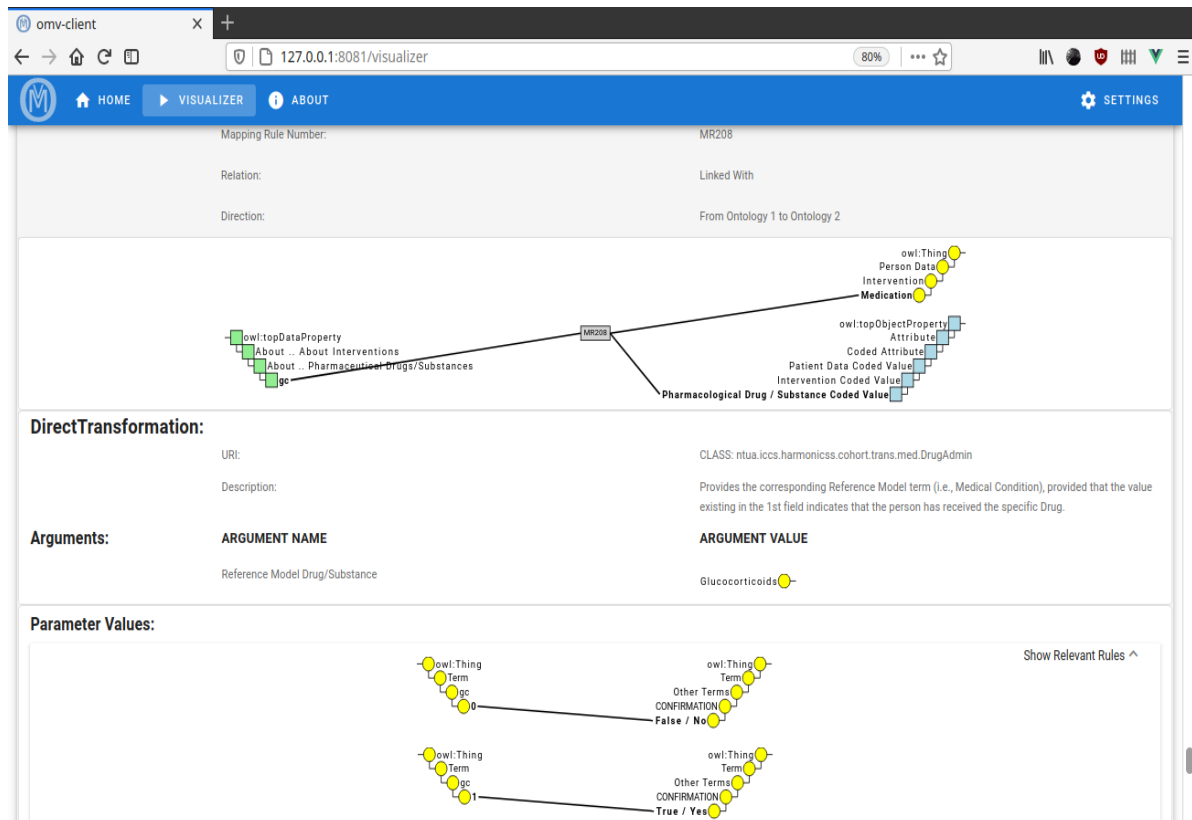 omv-client
127.0.0.1:8081/visualizer
80%
HOME
VISUALIZER
ABOUT
SETTINGS
Mapping Rule Number:
MR208
Relation:
Linked With
Direction:
From Ontology 1 to Ontology 2
owl:Thing
Person Data
Intervention
Medication
owl:topDataProperty
About .. About Interventions
About .. Pharmaceutical Drugs/Substances
gc
MR208
owl:topObjectProperty
Attribute
Coded Attribute
Patient Data Coded Value
Intervention Coded Value
Pharmacological Drug / Substance Coded Value
DirectTransformation:
URI:
CLASS: ntua.iccs.harmonicss.cohort.trans.med.DrugAdmin
Description:
Provides the corresponding Reference Model term (i.e., Medical Condition), provided that the value
existing in the 1st field indicates that the person has received the specific Drug.
Arguments:
ARGUMENT NAME
ARGUMENT VALUE
Reference Model Drug/Substance
Glucocorticoids
Parameter Values:
Show Relevant Rules
owl:Thing
Term
gc
0
owl:Thing
Term
Other Terms
CONFIRMATION
False / No
owl:Thing
Term
gc
1
owl:Thing
Term
Other Terms
CONFIRMATION
True / Yes